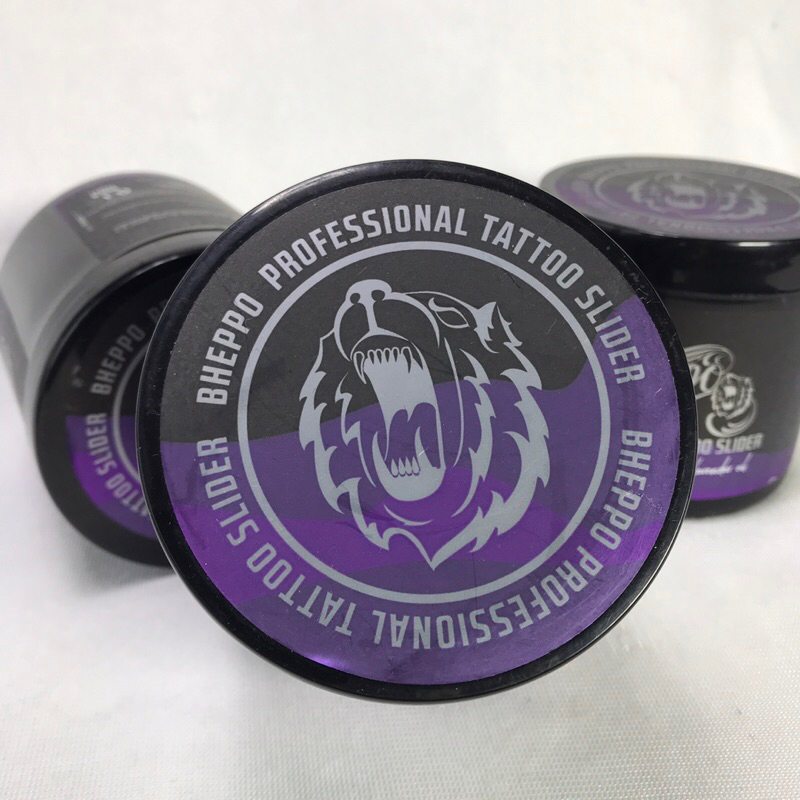 BHEPPO PROFESSIONAL TATTOO SLIDER
BHEPPO PROFESSIONAL TATTOO SLIDER
BHEPPO
TATTOO SLIDER
SLIDER